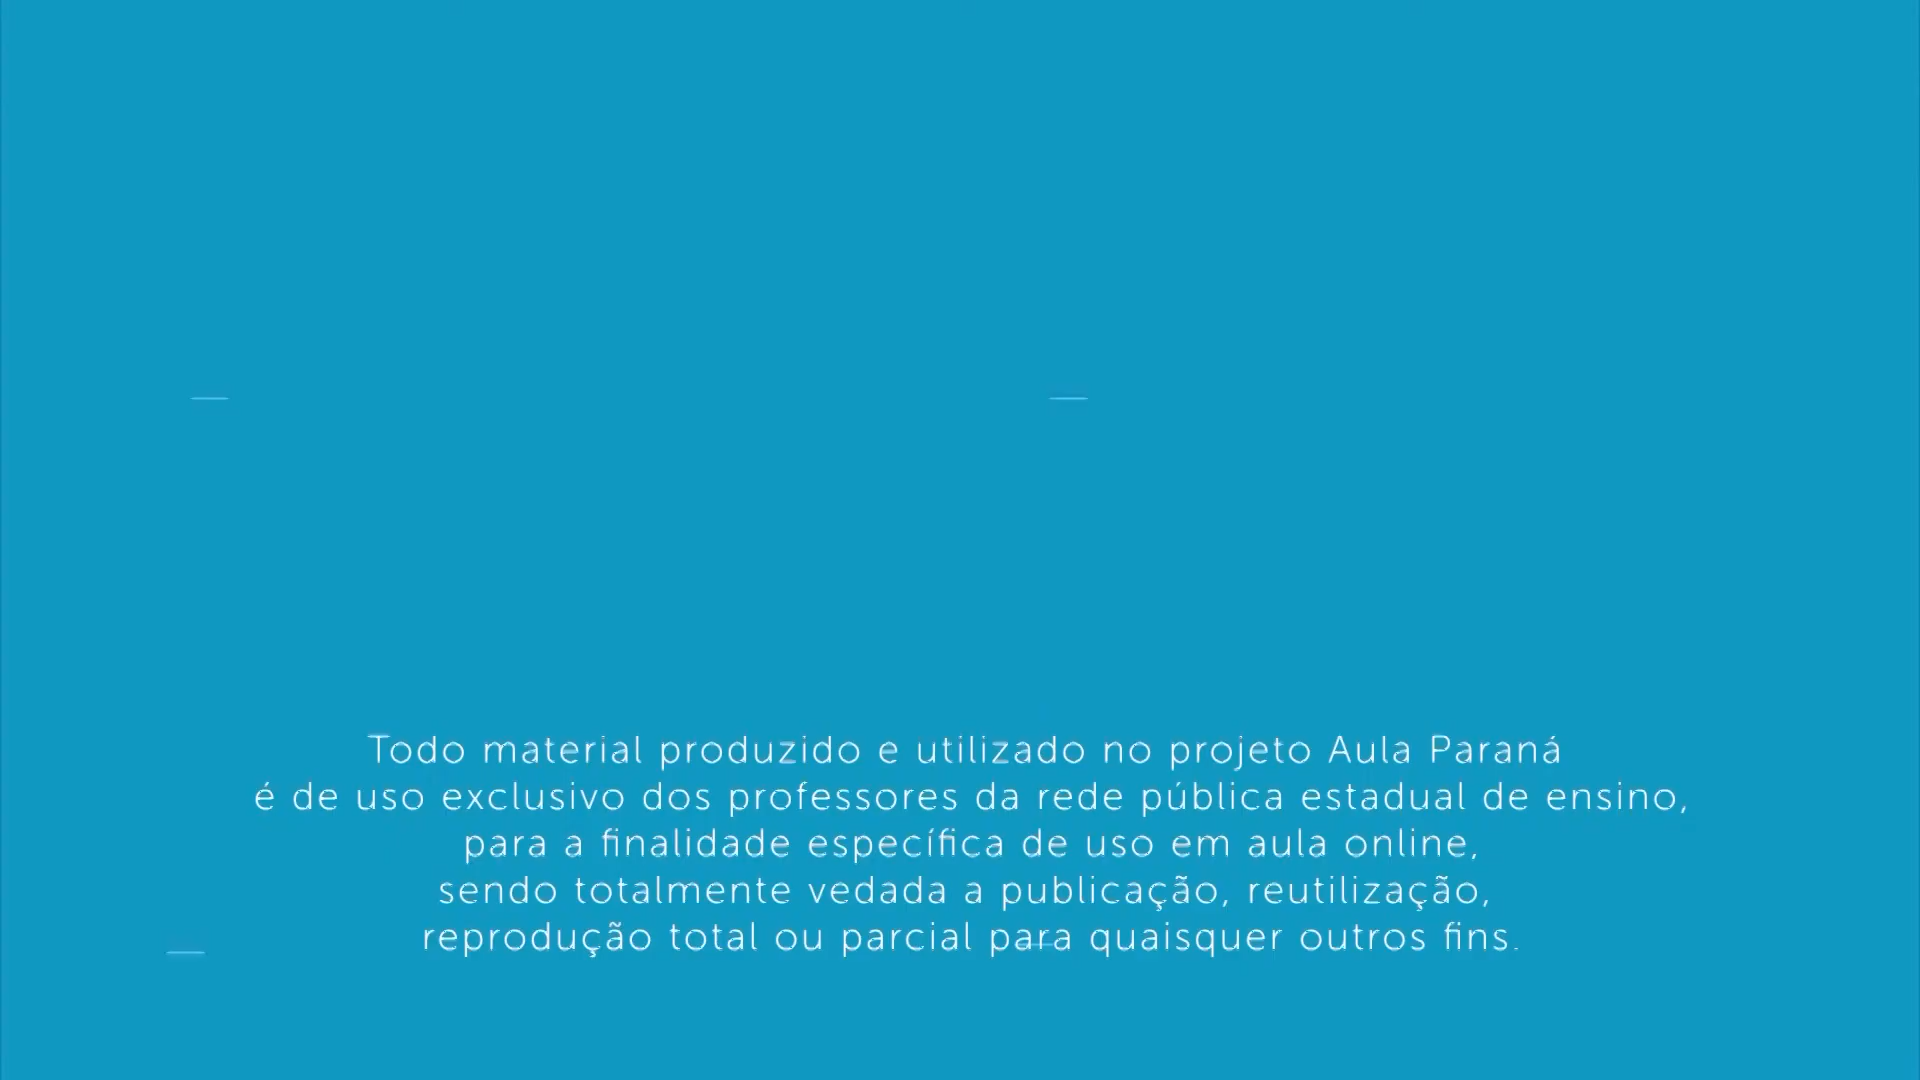 Todo material produzido e utilizado no projeto Aula Paraná
é de uso exclusivo dos professores da rede pública estadual de ensino,
para a finalidade específica de uso em aula online,
sendo totalmente vedada a publicação, reutilização,
reprodução total ou parcial para quaisquer outros fins.